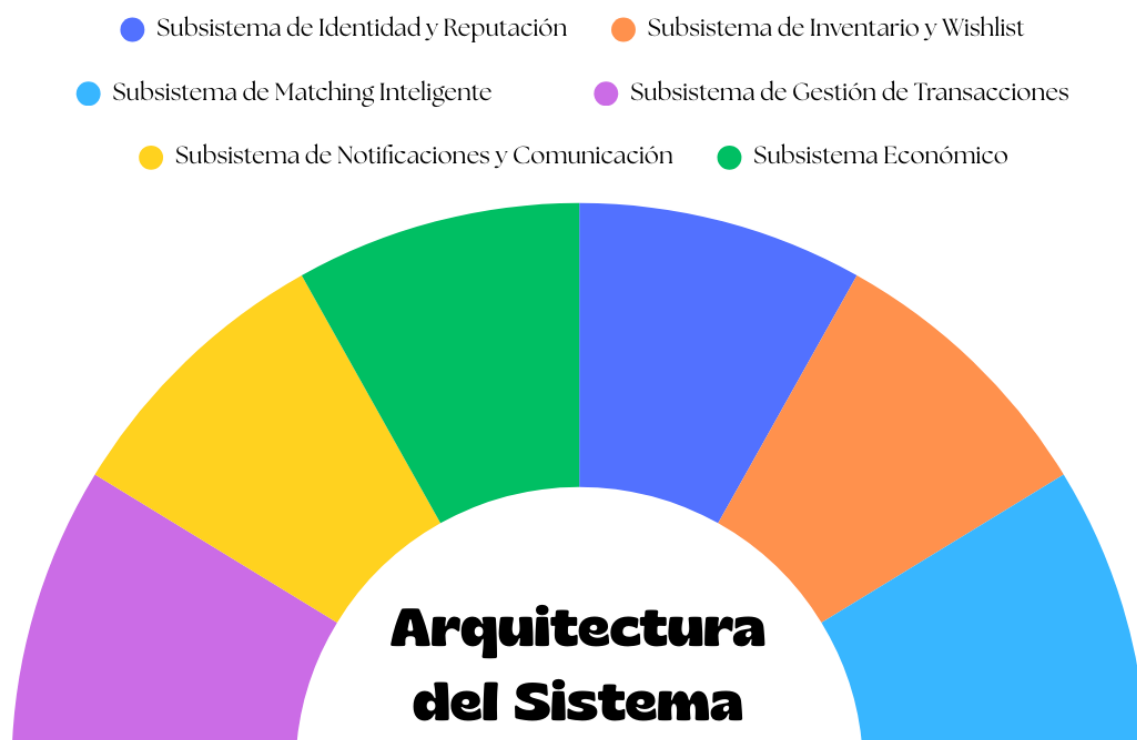 Subsistema de Identidad y Reputación
Subsistema de Inventario y Wishlist
Subsistema de Matching Inteligente
Subsistema de Gestión de Transacciones
Subsistema de Notificaciones y Comunicación
Subsistema Económico
Arquitectura
del Sistema